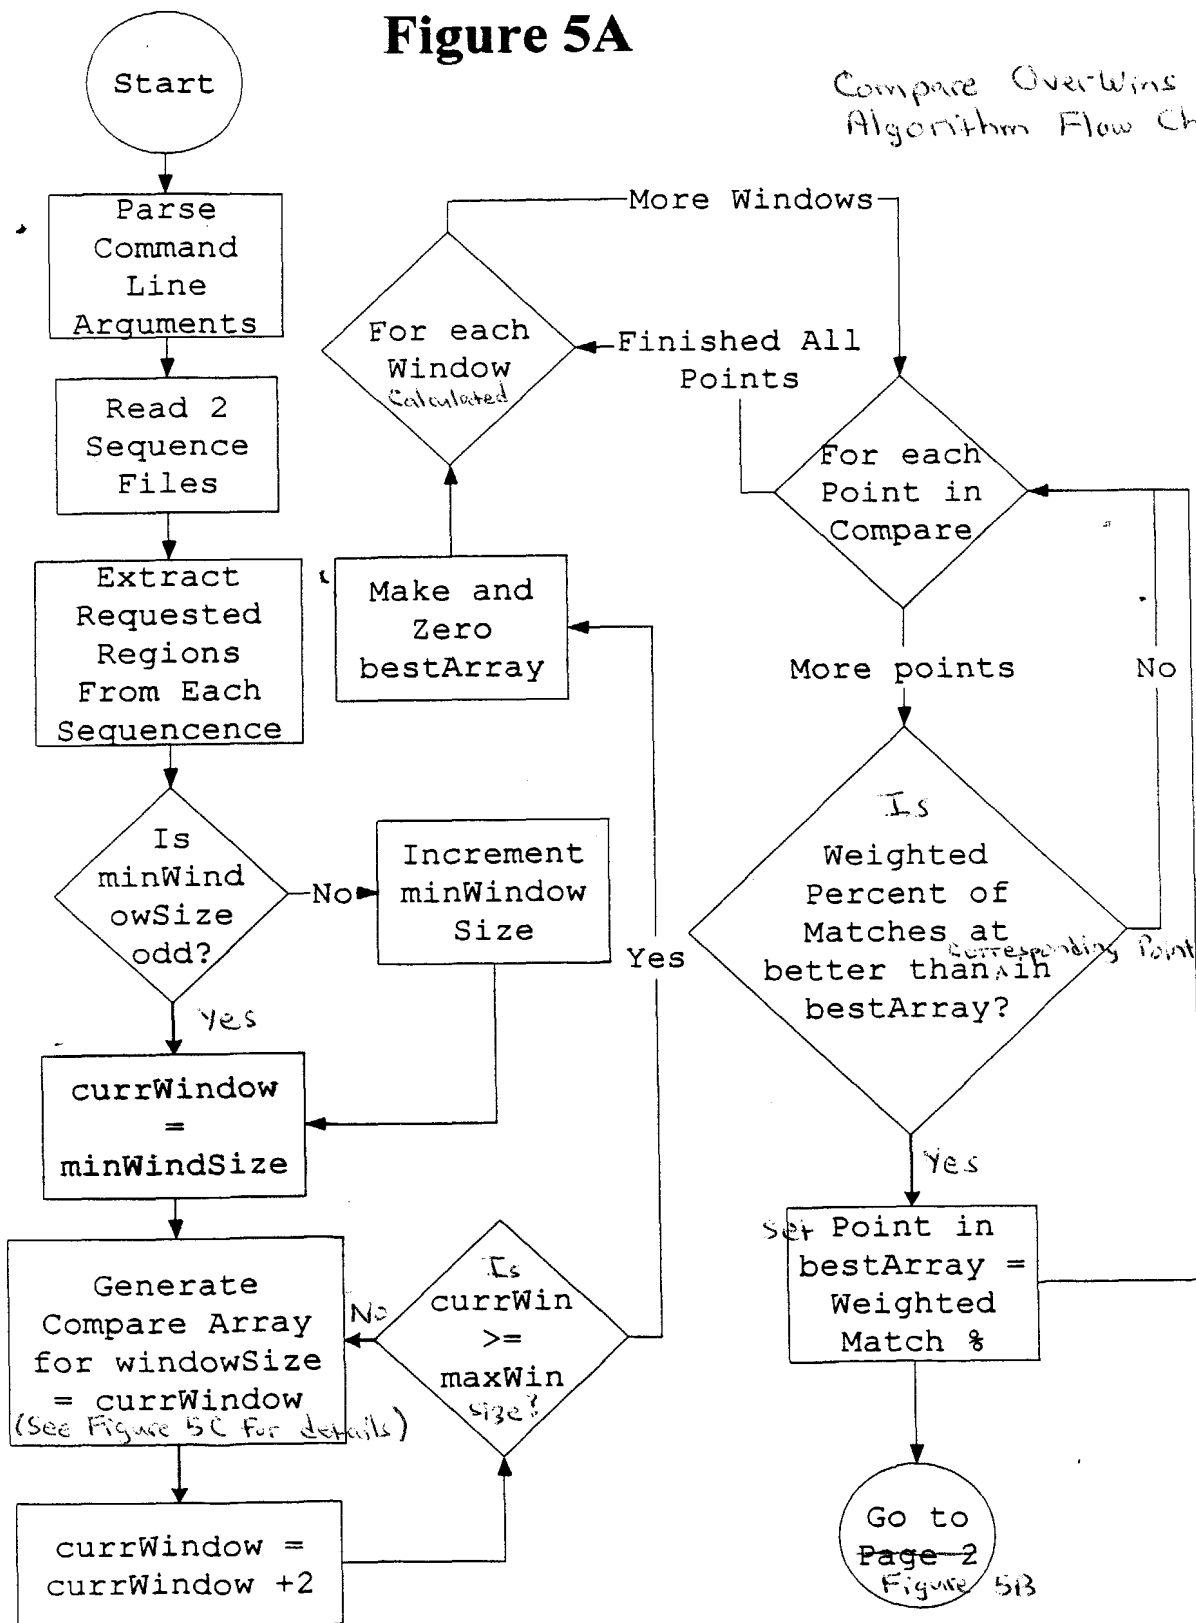 Figure 5A
Compare OverWins
Algorithm Flow Ch
Start
Parse
Command
Line
Arguments
Read 2
Sequence
Files
Extract
Requested
Regions
From Each
Sequencence
Is
minWind
owSize
odd?
No
Increment
minWindow
Size
Yes
currWindow
=
minWindSize
Generate
Compare Array
for windowSize
= currWindow
(See Figure 5C for details)
currWindow =
currWindow +2
Is
currWin
>=
maxWin
size?
No
Yes
Make and
Zero
bestArray
For each
Window
Calculated
More Windows
Finished All
Points
For each
Point in
Compare
More points
Is
Weighted
Percent of
Matches at
corresponding Point
better than ^ in
bestArray?
No
Yes
Set Point in
bestArray =
Weighted
Match %
Go to
Page 2
Figure 5B